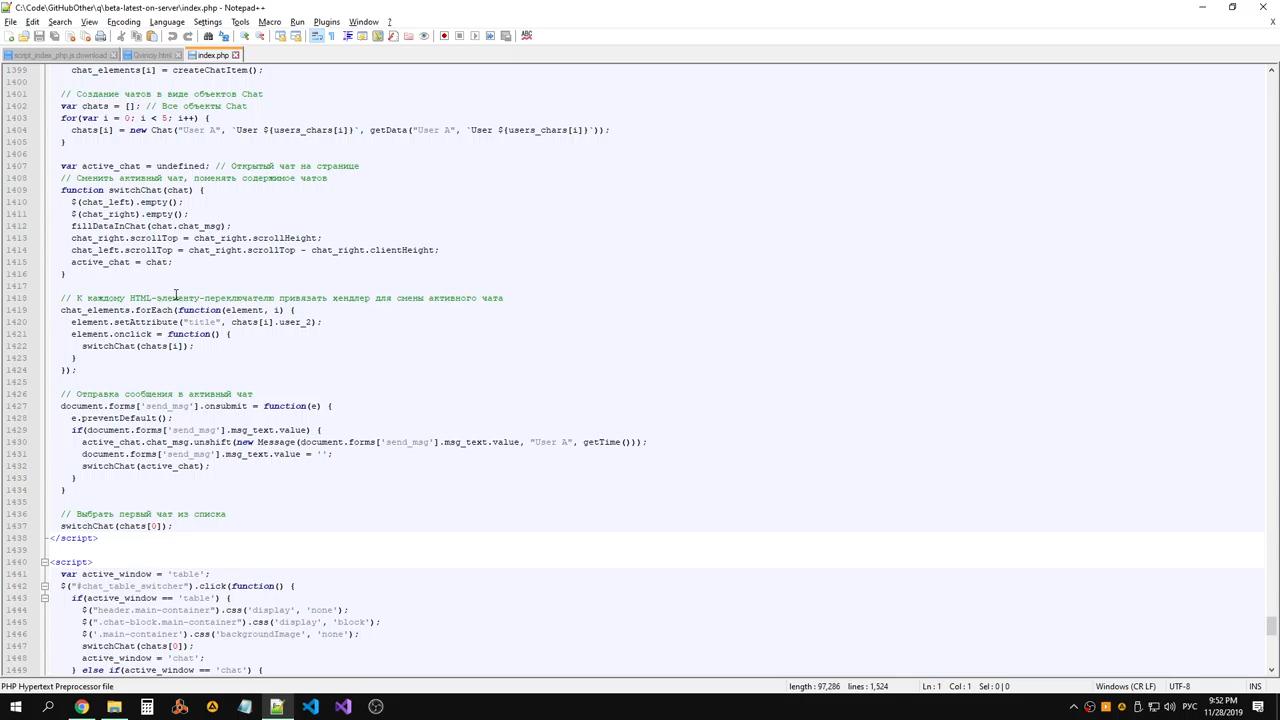 C:\Code\GitHubOther\q\beta-latest-on-server\index.php - Notepad++
File Edit Search View Encoding Language Settings Tools Macro Run Plugins Window ?
script_index_php.js.download Qvincy.html index.php
1399 chat_elements[i] = createChatItem();
1400
1401 // Создание чатов в виде объектов Chat
1402 var chats = []; // Все объекты Chat
1403 for(var i = 0; i < 5; i++) {
1404 chats[i] = new Chat("User A", `User ${users_chars[i]}`, getData("User A", `User ${users_chars[i]}`));
1405 }
1406
1407 var active_chat = undefined; // Открытый чат на странице
1408 // Сменить активный чат, поменять содержимое чатов
1409 function switchChat(chat) {
1410 $(chat_left).empty();
1411 $(chat_right).empty();
1412 fillDataInChat(chat.chat_msg);
1413 chat_right.scrollTop = chat_right.scrollHeight;
1414 chat_left.scrollTop = chat_right.scrollTop - chat_right.clientHeight;
1415 active_chat = chat;
1416 }
1417
1418 // К каждому HTML-элементу-переключателю привязать хендлер для смены активного чата
1419 chat_elements.forEach(function(element, i) {
1420 element.setAttribute("title", chats[i].user_2);
1421 element.onclick = function() {
1422 switchChat(chats[i]);
1423 }
1424 });
1425
1426 // Отправка сообщения в активный чат
1427 document.forms['send_msg'].onsubmit = function(e) {
1428 e.preventDefault();
1429 if(document.forms['send_msg'].msg_text.value) {
1430 active_chat.chat_msg.unshift(new Message(document.forms['send_msg'].msg_text.value, "User A", getTime()));
1431 document.forms['send_msg'].msg_text.value = '';
1432 switchChat(active_chat);
1433 }
1434 }
1435
1436 // Выбрать первый чат из списка
1437 switchChat(chats[0]);
1438 </script>
1439
1440 <script>
1441 var active_window = 'table';
1442 $("#chat_table_switcher").click(function() {
1443 if(active_window == 'table') {
1444 $("header.main-container").css('display', 'none');
1445 $(".chat-block.main-container").css('display', 'block');
1446 $('.main-container').css('backgroundImage', 'none');
1447 switchChat(chats[0]);
1448 active_window = 'chat';
1449 } else if(active_window == 'chat') {
PHP Hypertext Preprocessor file length: 97,286 lines: 1,524 Ln: 1 Col: 1 Sel: 0 | 0 Windows (CR LF) UTF-8 INS
РУС 9:52 PM
11/28/2019